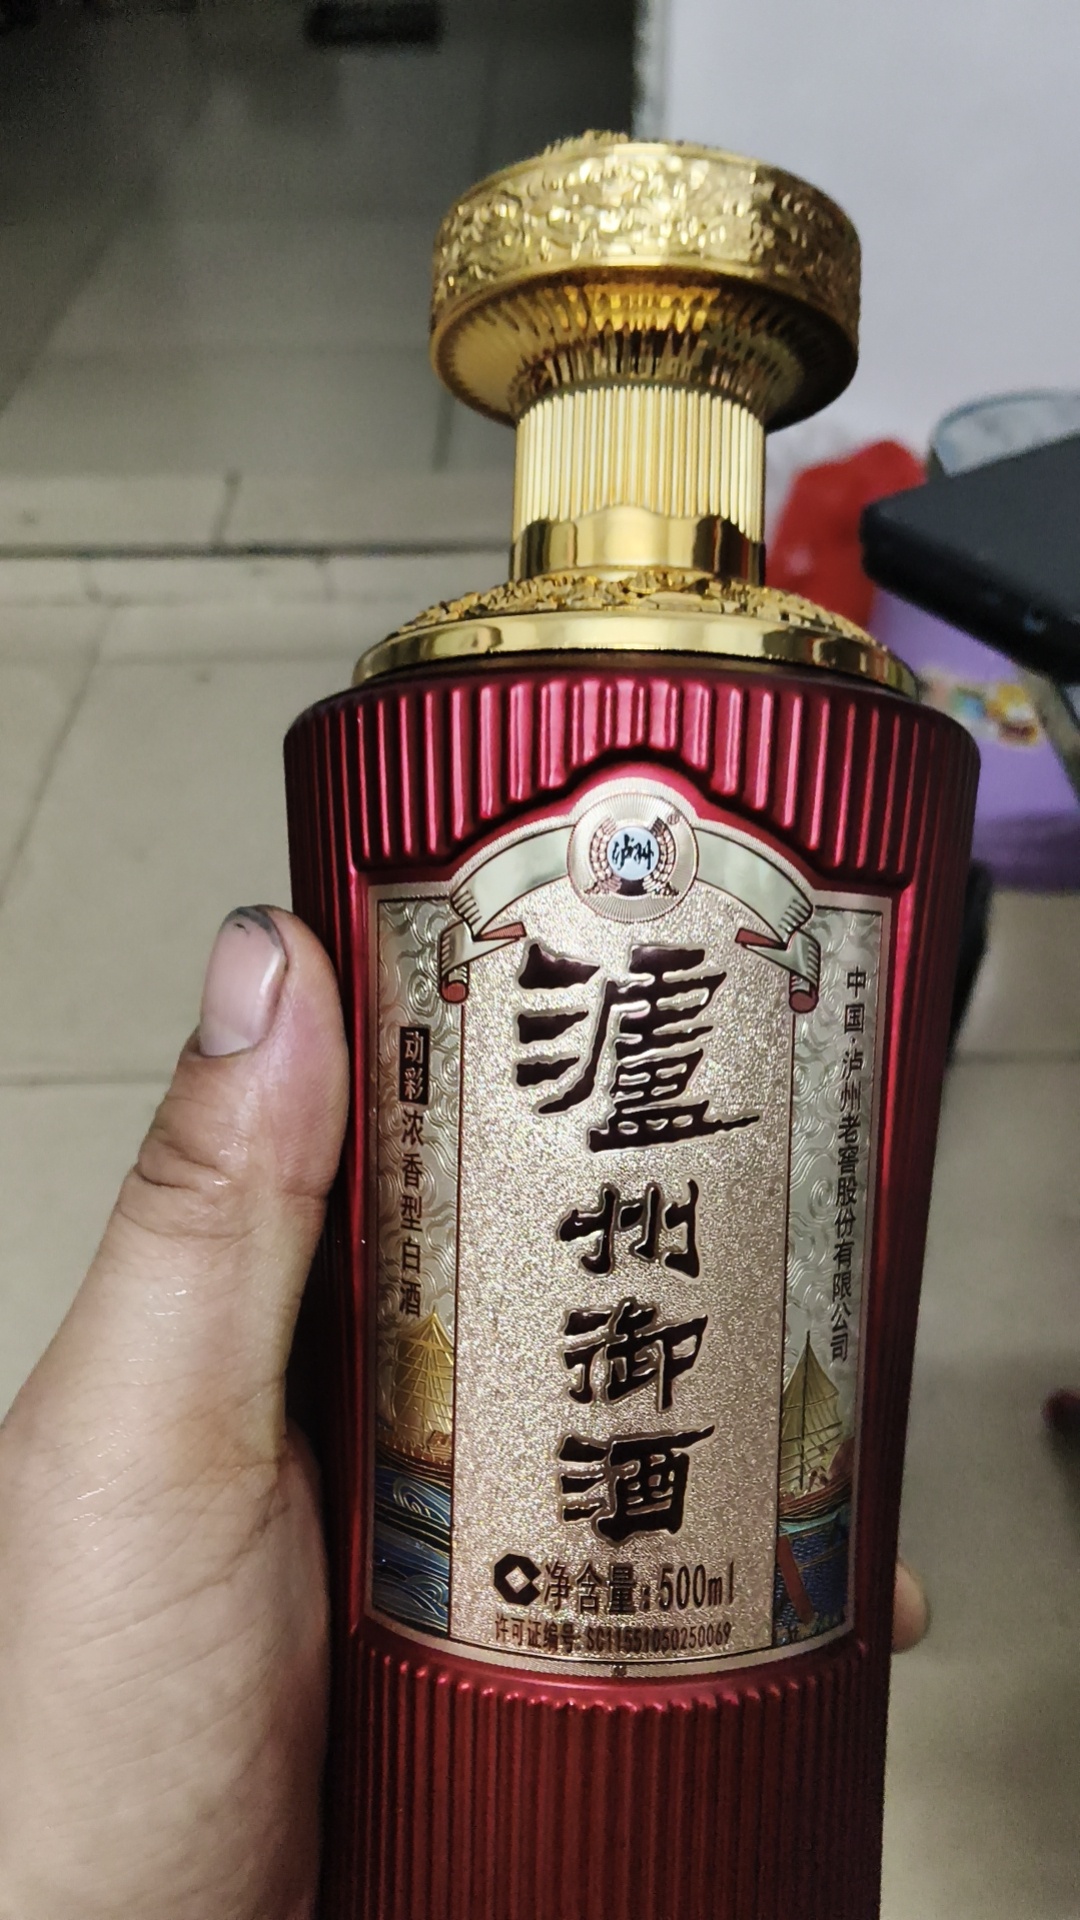 泸州
中国·泸州老窖股份有限公司
瀘州御酒
动彩 浓香型白酒
净含量:500ml
许可证编号:SC11551050250069